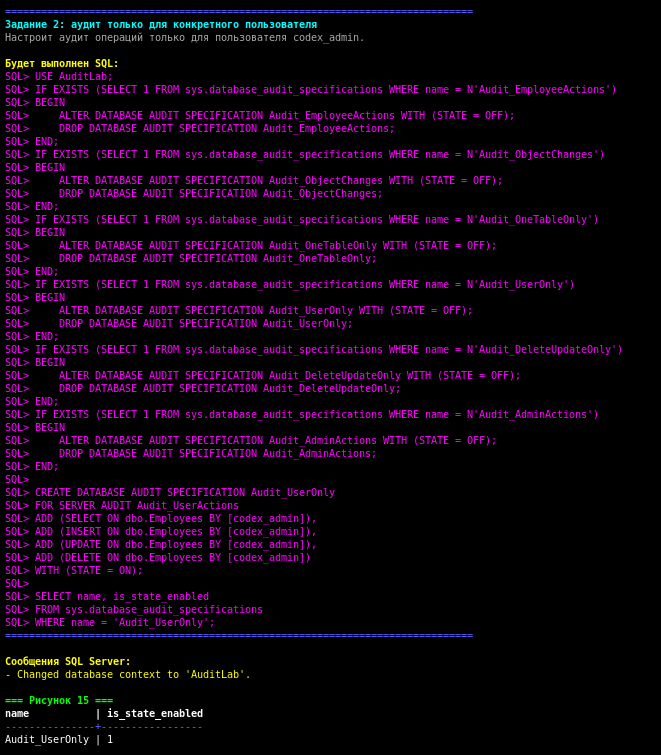 ==============================================================================
Задание 2: аудит только для конкретного пользователя
Настроит аудит операций только для пользователя codex_admin.
Будет выполнен SQL:
SQL> USE AuditLab;
SQL> IF EXISTS (SELECT 1 FROM sys.database_audit_specifications WHERE name = N'Audit_EmployeeActions')
SQL> BEGIN
SQL>     ALTER DATABASE AUDIT SPECIFICATION Audit_EmployeeActions WITH (STATE = OFF);
SQL>     DROP DATABASE AUDIT SPECIFICATION Audit_EmployeeActions;
SQL> END;
SQL> IF EXISTS (SELECT 1 FROM sys.database_audit_specifications WHERE name = N'Audit_ObjectChanges')
SQL> BEGIN
SQL>     ALTER DATABASE AUDIT SPECIFICATION Audit_ObjectChanges WITH (STATE = OFF);
SQL>     DROP DATABASE AUDIT SPECIFICATION Audit_ObjectChanges;
SQL> END;
SQL> IF EXISTS (SELECT 1 FROM sys.database_audit_specifications WHERE name = N'Audit_OneTableOnly')
SQL> BEGIN
SQL>     ALTER DATABASE AUDIT SPECIFICATION Audit_OneTableOnly WITH (STATE = OFF);
SQL>     DROP DATABASE AUDIT SPECIFICATION Audit_OneTableOnly;
SQL> END;
SQL> IF EXISTS (SELECT 1 FROM sys.database_audit_specifications WHERE name = N'Audit_UserOnly')
SQL> BEGIN
SQL>     ALTER DATABASE AUDIT SPECIFICATION Audit_UserOnly WITH (STATE = OFF);
SQL>     DROP DATABASE AUDIT SPECIFICATION Audit_UserOnly;
SQL> END;
SQL> IF EXISTS (SELECT 1 FROM sys.database_audit_specifications WHERE name = N'Audit_DeleteUpdateOnly')
SQL> BEGIN
SQL>     ALTER DATABASE AUDIT SPECIFICATION Audit_DeleteUpdateOnly WITH (STATE = OFF);
SQL>     DROP DATABASE AUDIT SPECIFICATION Audit_DeleteUpdateOnly;
SQL> END;
SQL> IF EXISTS (SELECT 1 FROM sys.database_audit_specifications WHERE name = N'Audit_AdminActions')
SQL> BEGIN
SQL>     ALTER DATABASE AUDIT SPECIFICATION Audit_AdminActions WITH (STATE = OFF);
SQL>     DROP DATABASE AUDIT SPECIFICATION Audit_AdminActions;
SQL> END;
SQL>
SQL> CREATE DATABASE AUDIT SPECIFICATION Audit_UserOnly
SQL> FOR SERVER AUDIT Audit_UserActions
SQL> ADD (SELECT ON dbo.Employees BY [codex_admin]),
SQL> ADD (INSERT ON dbo.Employees BY [codex_admin]),
SQL> ADD (UPDATE ON dbo.Employees BY [codex_admin]),
SQL> ADD (DELETE ON dbo.Employees BY [codex_admin])
SQL> WITH (STATE = ON);
SQL>
SQL> SELECT name, is_state_enabled
SQL> FROM sys.database_audit_specifications
SQL> WHERE name = 'Audit_UserOnly';
==============================================================================
Сообщения SQL Server:
- Changed database context to 'AuditLab'.
=== Рисунок 15 ===
name           | is_state_enabled
---------------+-----------------
Audit_UserOnly | 1